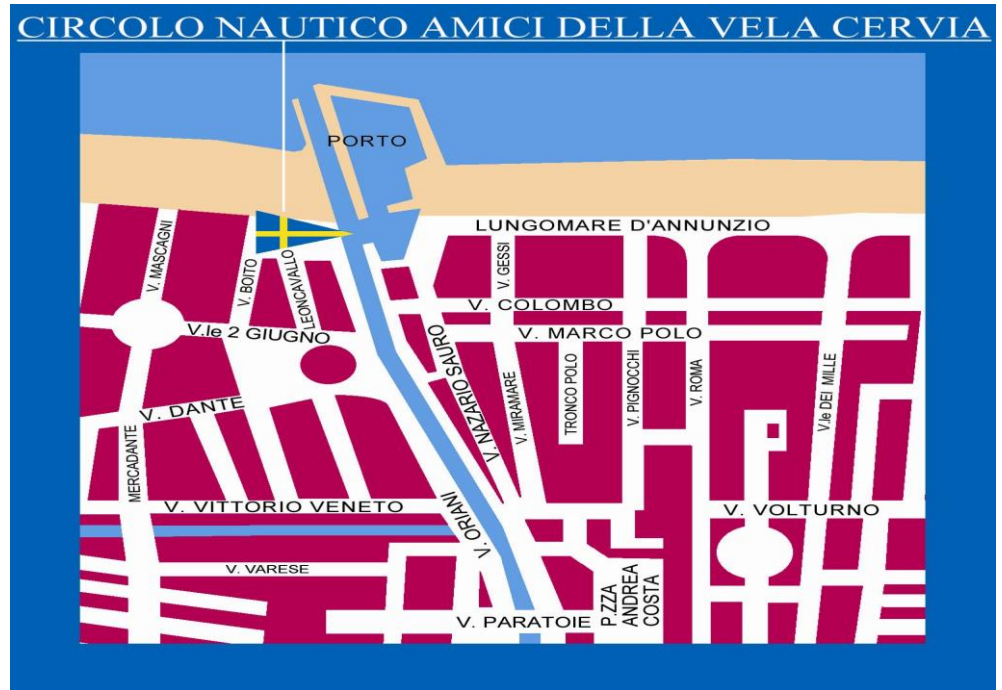 CIRCOLO NAUTICO AMICI DELLA VELA CERVIA
PORTO
LUNGOMARE D'ANNUNZIO
V. MASCAGNI
V. BOITO
LEONCAVALLO
V. GESSI
V. COLOMBO
V.le 2 GIUGNO
V. MARCO POLO
V. NAZARIO SAURO
V. MIRAMARE
TRONCO POLO
V. PIGNOCCHI
V. ROMA
V.le DEI MILLE
V. DANTE
MERCADANTE
V. VITTORIO VENETO
V. ORIANI
V. VOLTURNO
V. VARESE
P.ZZA
ANDREA
COSTA
V. PARATOIE